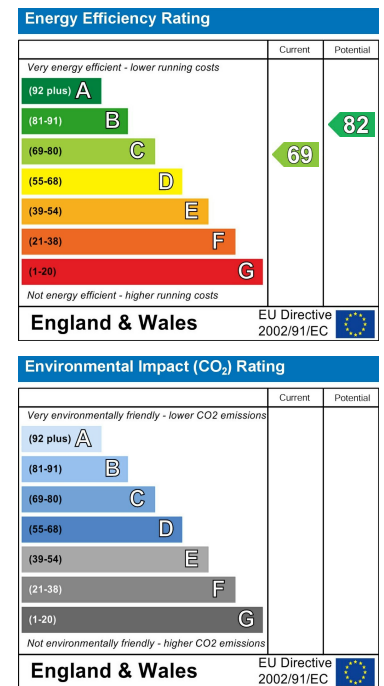 Energy Efficiency Rating
Current Potential
Very energy efficient - lower running costs
(92 plus) A
(81-91) B
82
(69-80) C
69
(55-68) D
(39-54) E
(21-38) F
(1-20) G
Not energy efficient - higher running costs
England & Wales
EU Directive
2002/91/EC
Environmental Impact (CO₂) Rating
Current Potential
Very environmentally friendly - lower CO2 emissions
(92 plus) A
(81-91) B
(69-80) C
(55-68) D
(39-54) E
(21-38) F
(1-20) G
Not environmentally friendly - higher CO2 emissions
England & Wales
EU Directive
2002/91/EC